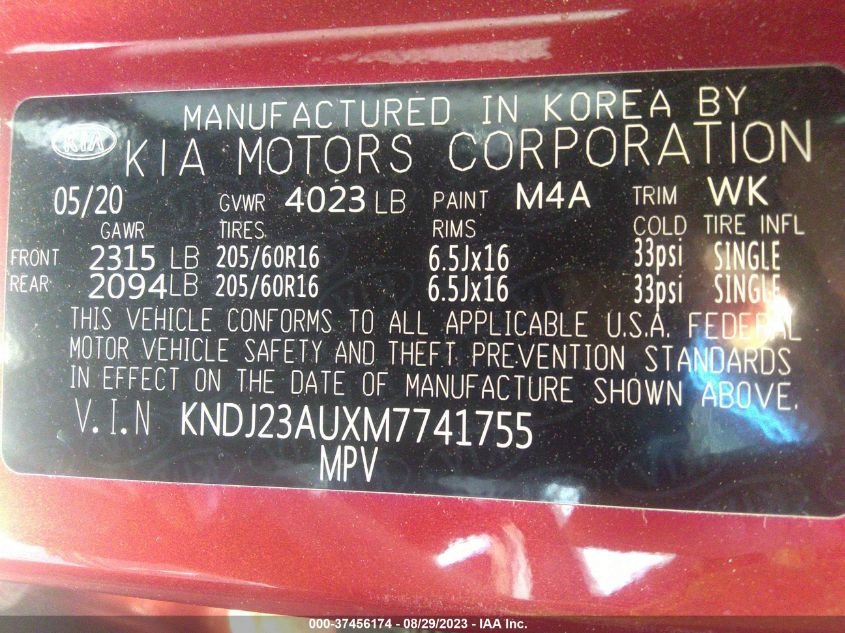 MANUFACTURED IN KOREA BY
KIA KIA MOTORS CORPORATION
05/20 GVWR 4023 LB PAINT M4A TRIM WK
GAWR TIRES RIMS COLD TIRE INFL
FRONT 2315 LB 205/60R16 6.5Jx16 33psi SINGLE
REAR 2094 LB 205/60R16 6.5Jx16 33psi SINGLE
THIS VEHICLE CONFORMS TO ALL APPLICABLE U.S.A. FEDERAL
MOTOR VEHICLE SAFETY AND THEFT PREVENTION STANDARDS
IN EFFECT ON THE DATE OF MANUFACTURE SHOWN ABOVE.
V.I.N KNDJ23AUXM7741755
MPV
000-37456174 - 08/29/2023 - IAA Inc.